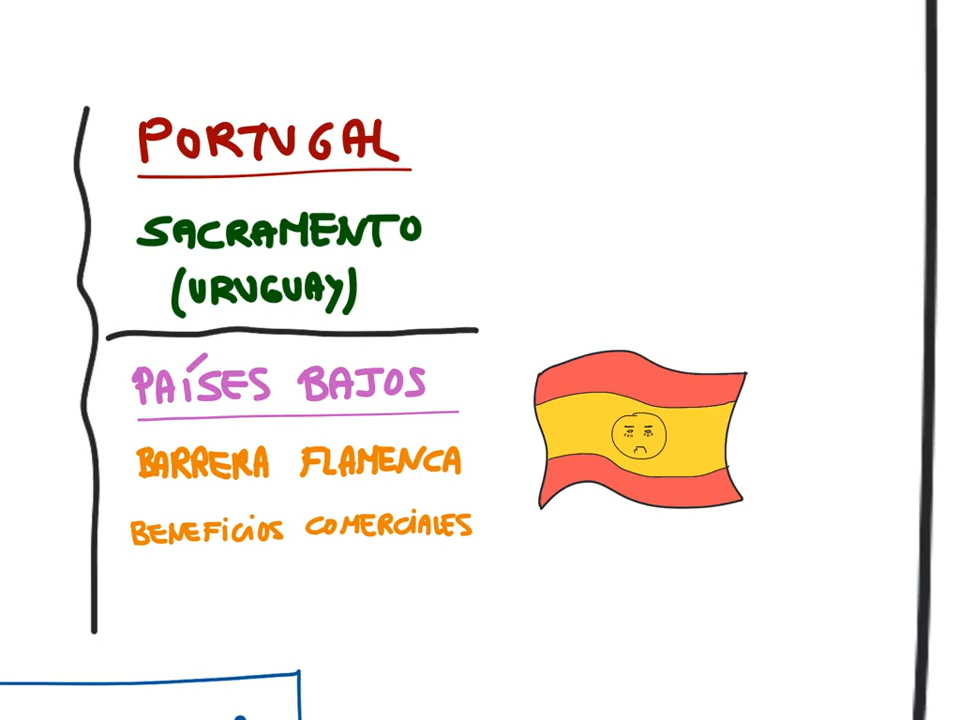 PORTUGAL
SACRAMENTO
(URUGUAY)
PAÍSES BAJOS
BARRERA FLAMENCA
BENEFICIOS COMERCIALES